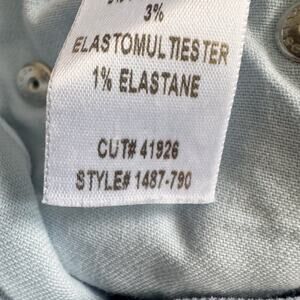 3%
ELASTOMULTIESTER
1% ELASTANE
CUT# 41926
STYLE# 1487-790